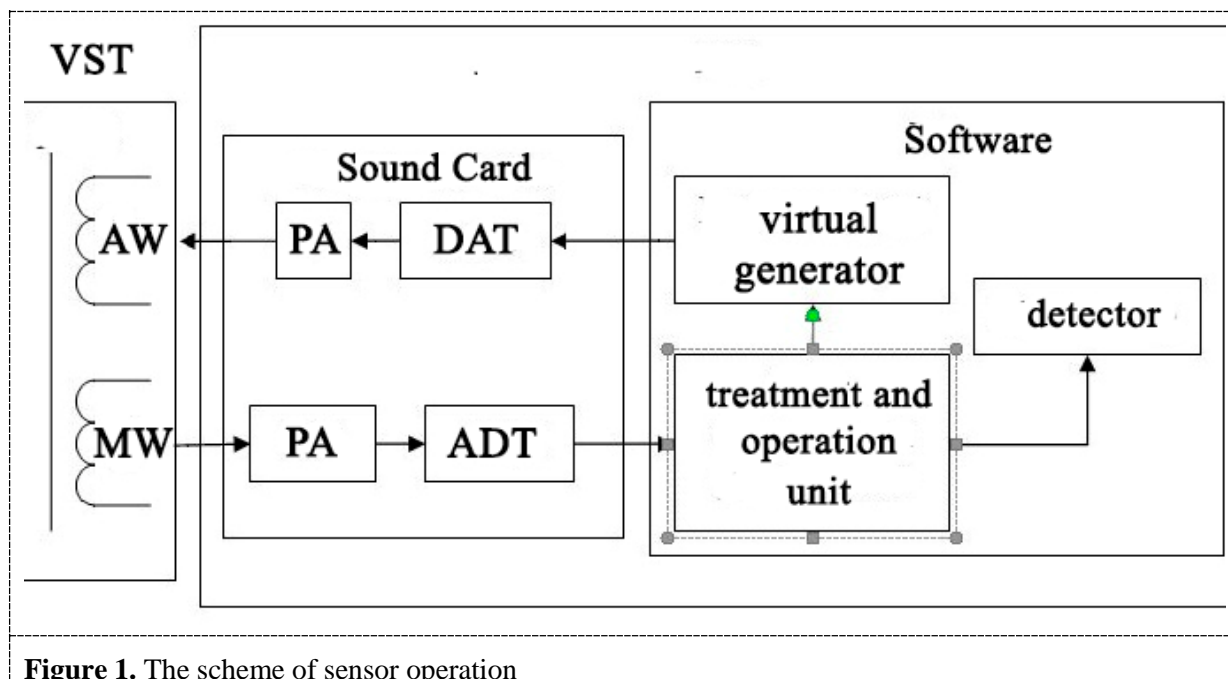 VST
Software
Sound Card
AW
PA
DAT
virtual
generator
detector
MW
PA
ADT
treatment and
operation
unit
Figure 1. The scheme of sensor operation